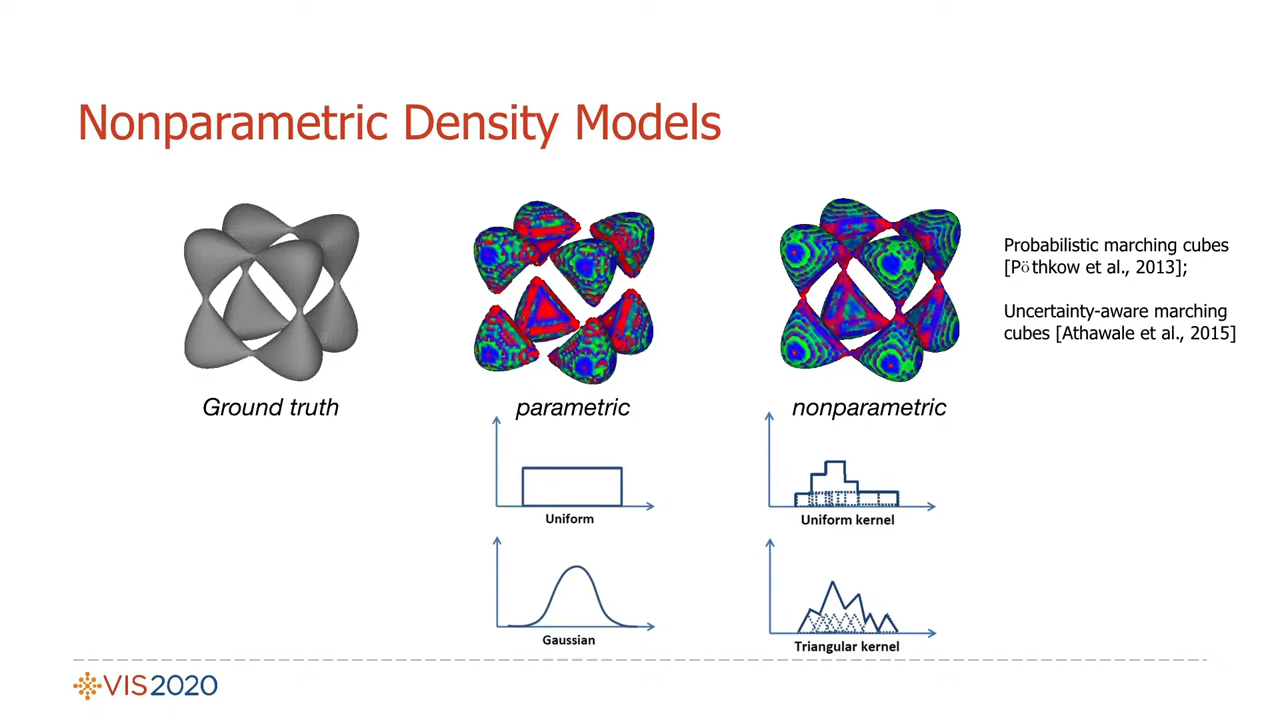 Nonparametric Density Models
Probabilistic marching cubes
[Pöthkow et al., 2013];
Uncertainty-aware marching
cubes [Athawale et al., 2015]
Ground truth
parametric
nonparametric
Uniform
Uniform kernel
Gaussian
Triangular kernel
VIS2020